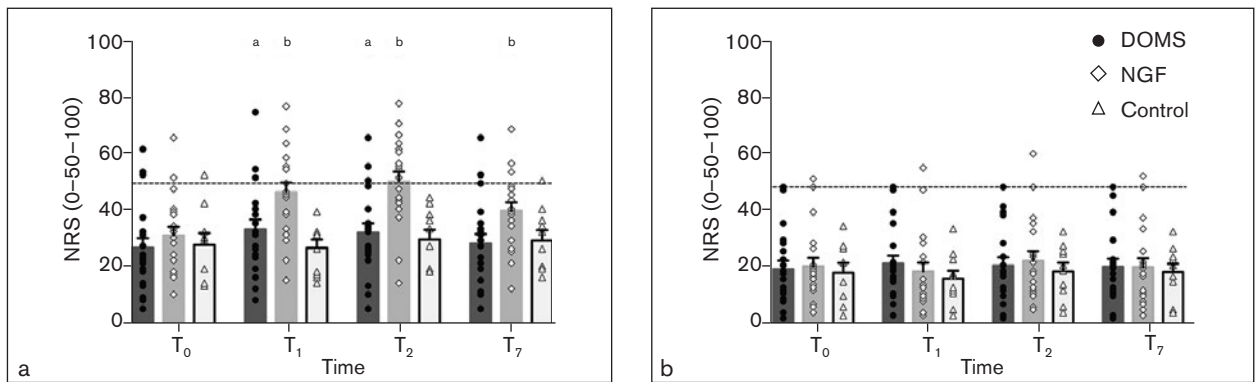 100
80
60
40
20
0
NRS (0–50–100)
a b a b b
T0 T1 T2 T7
Time
a
100
80
60
40
20
0
NRS (0–50–100)
DOMS
NGF
Control
T0 T1 T2 T7
Time
b